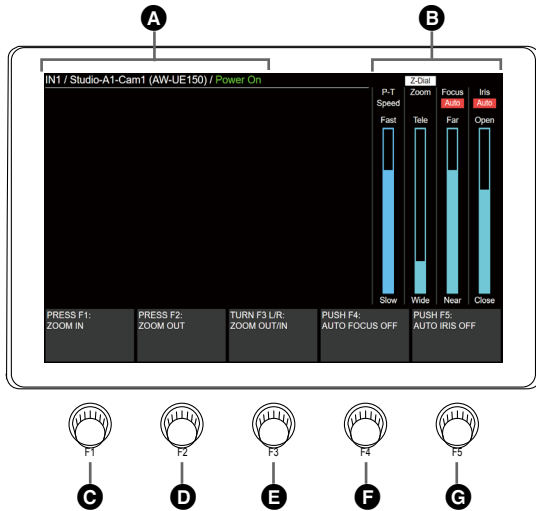 A
B
IN1 / Studio-A1-Cam1 (AW-UE150) / Power On
Z-Dial
P-T Speed
Zoom
Focus
Iris
Auto
Auto
Fast
Tele
Far
Open
Slow
Wide
Near
Close
PRESS F1:
ZOOM IN
PRESS F2:
ZOOM OUT
TURN F3 L/R:
ZOOM OUT/IN
PUSH F4:
AUTO FOCUS OFF
PUSH F5:
AUTO IRIS OFF
F1
F2
F3
F4
F5
C
D
E
F
G